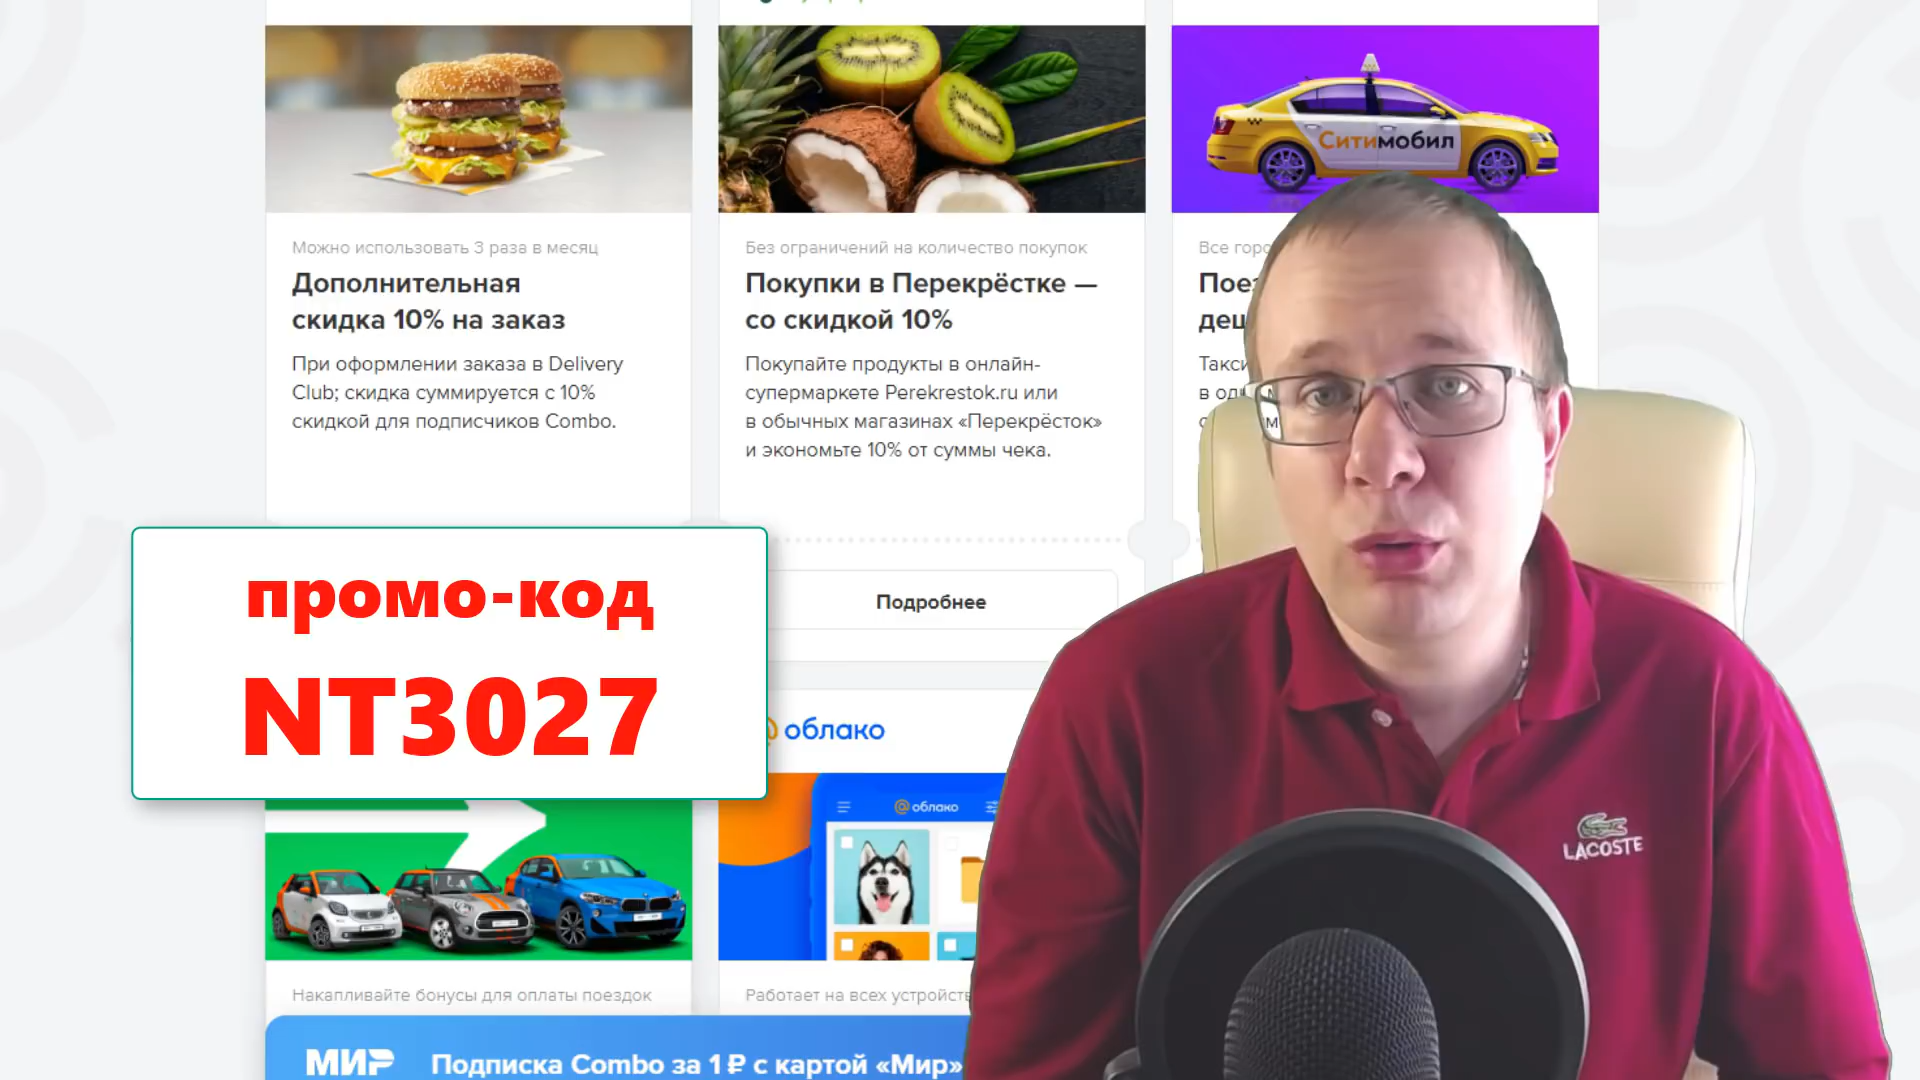 Ситимобил
Можно использовать 3 раза в месяц
Дополнительная
скидка 10% на заказ
При оформлении заказа в Delivery
Club; скидка суммируется с 10%
скидкой для подписчиков Combo.
Без ограничений на количество покупок
Покупки в Перекрёстке —
со скидкой 10%
Покупайте продукты в онлайн-
супермаркете Perekrestok.ru или
в обычных магазинах «Перекрёсток»
и экономьте 10% от суммы чека.
Все
Такси
в
промо-код
NT3027
Подробнее
облако
@облако
LACOSTE
Накапливайте бонусы для оплаты поездок
Работает на всех
МИР
Подписка Combo за 1 ₽ с картой «Мир»